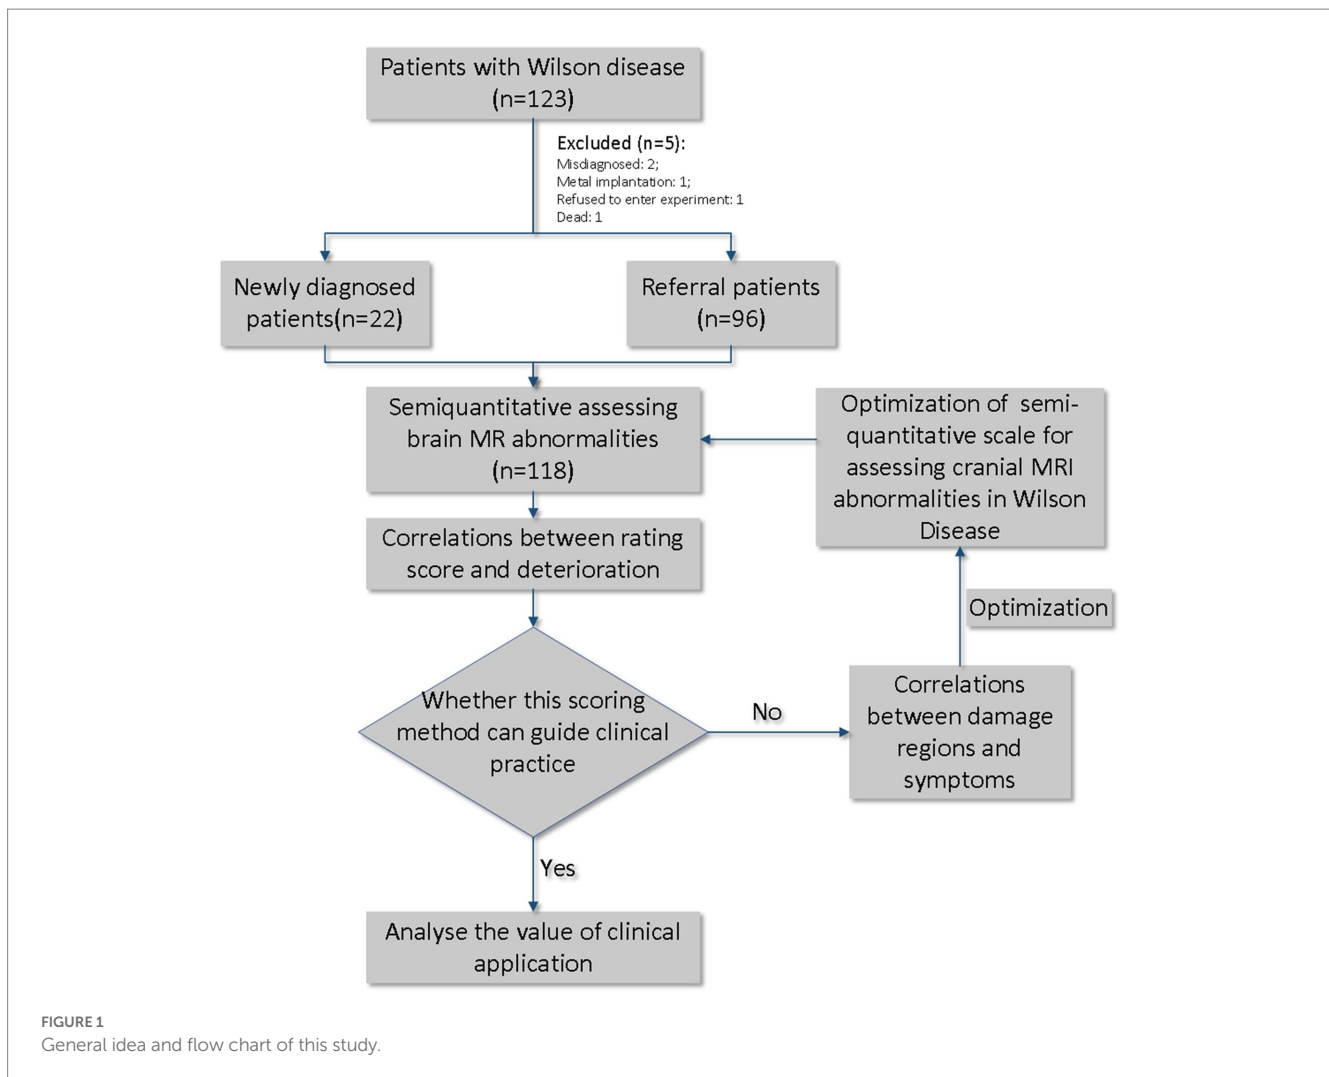 Patients with Wilson disease
(n=123)
Excluded (n=5):
Misdiagnosed: 2;
Metal implantation: 1;
Refused to enter experiment: 1
Dead: 1
Newly diagnosed
patients(n=22)
Referral patients
(n=96)
Semiquantitative assessing
brain MR abnormalities
(n=118)
Optimization of semi-
quantitative scale for
assessing cranial MRI
abnormalities in Wilson
Disease
Correlations between rating
score and deterioration
Optimization
Whether this scoring
method can guide clinical
practice
No
Correlations
between damage
regions and
symptoms
Yes
Analyse the value of clinical
application
FIGURE 1
General idea and flow chart of this study.